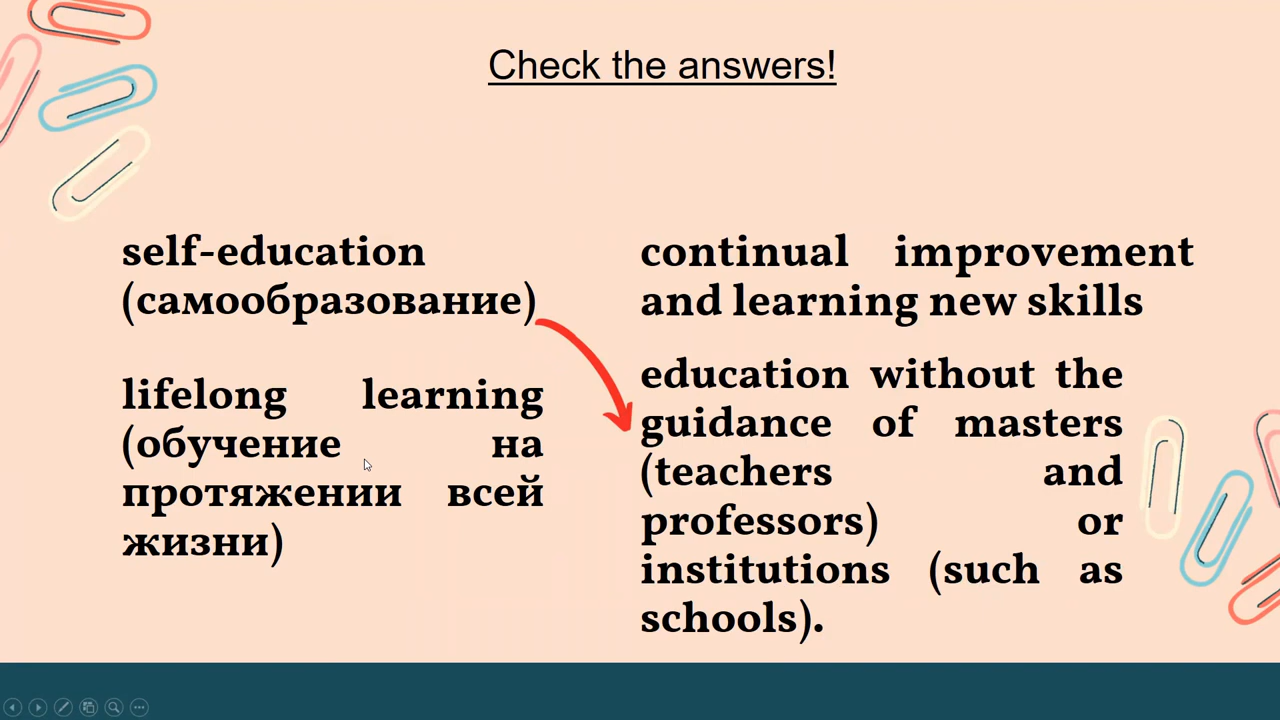 Check the answers!
self-education
(самообразование)
lifelong learning
(обучение на
протяжении всей
жизни)
continual improvement
and learning new skills
education without the
guidance of masters
(teachers and
professors) or
institutions (such as
schools).